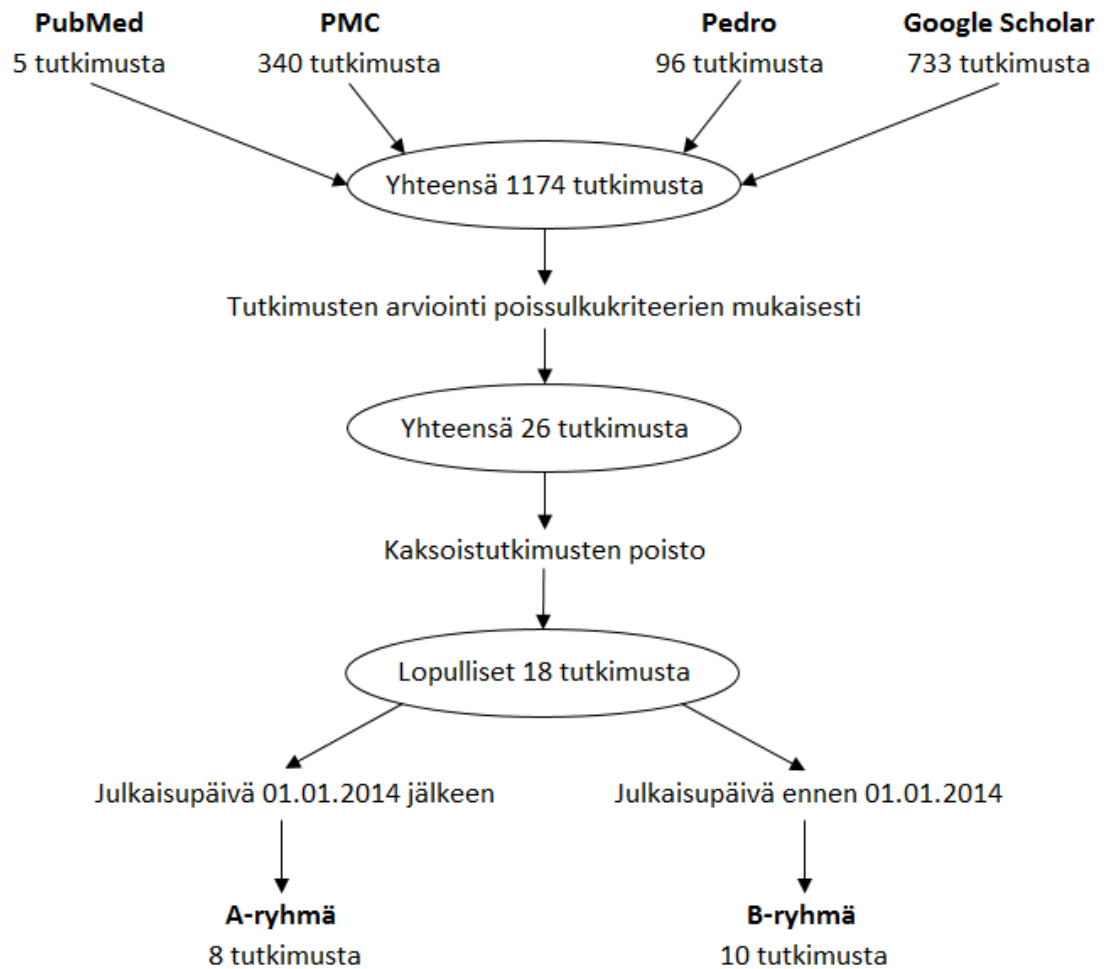 PubMed
5 tutkimusta
PMC
340 tutkimusta
Pedro
96 tutkimusta
Google Scholar
733 tutkimusta
Yhteensä 1174 tutkimusta
Tutkimusten arviointi poissulkukriteerien mukaisesti
Yhteensä 26 tutkimusta
Kaksoistutkimusten poisto
Lopulliset 18 tutkimusta
Julkaisupäivä 01.01.2014 jälkeen
Julkaisupäivä ennen 01.01.2014
A-ryhmä
8 tutkimusta
B-ryhmä
10 tutkimusta